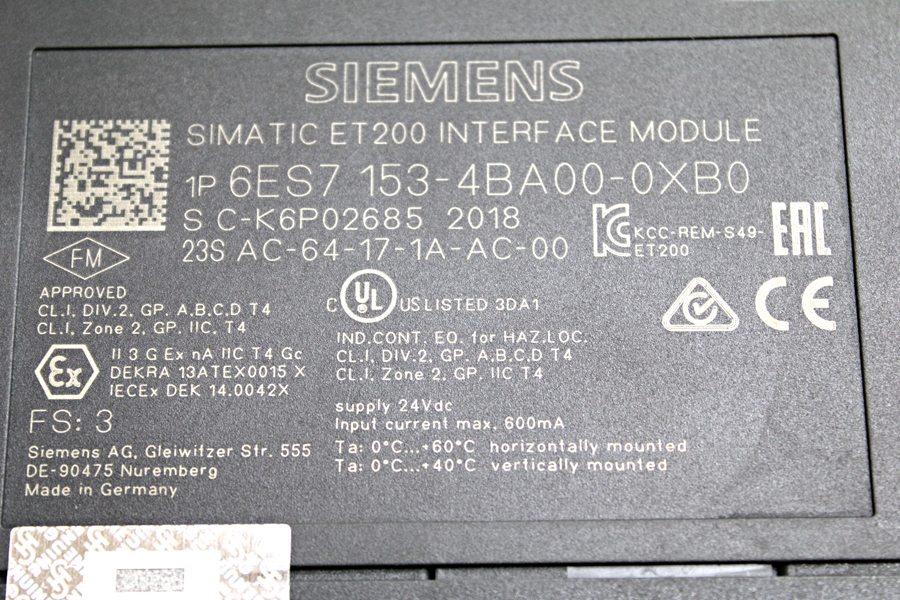 SIEMENS
SIMATIC ET200 INTERFACE MODULE
1P 6ES7 153-4BA00-0XB0
S C-K6P02685 2018
23S AC-64-17-1A-AC-00
KCC-REM-S49-
ET200
EAC
CE
FM
APPROVED
CL.I, DIV.2, GP. A,B,C,D T4
CL.I, Zone 2, GP. IIC, T4
C UL US LISTED 3DA1
IND.CONT. EQ. for HAZ.LOC.
CL.I, DIV.2, GP. A,B,C,D T4
CL.I, Zone 2, GP. IIC T4
Ex
II 3 G Ex nA IIC T4 Gc
DEKRA 13ATEX0015 X
IECEx DEK 14.0042X
FS: 3
supply 24Vdc
Input current max. 600mA
Ta: 0°C...+60°C horizontally mounted
Ta: 0°C...+40°C vertically mounted
Siemens AG, Gleiwitzer Str. 555
DE-90475 Nuremberg
Made in Germany